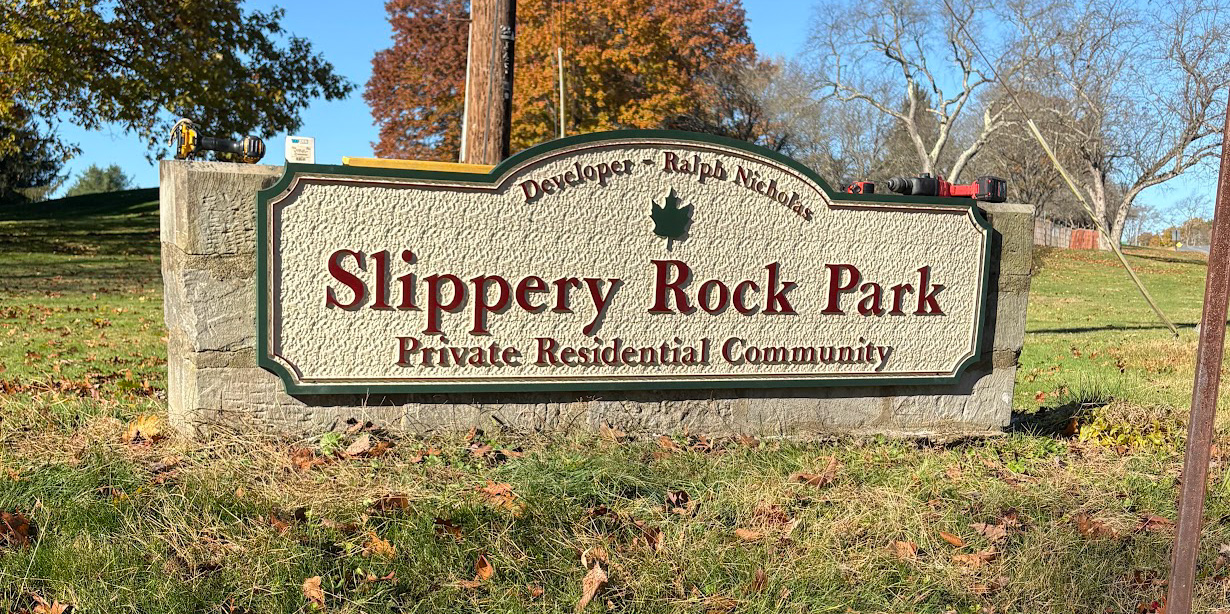 Developer ~ Ralph Nicholas
Slippery Rock Park
Private Residential Community